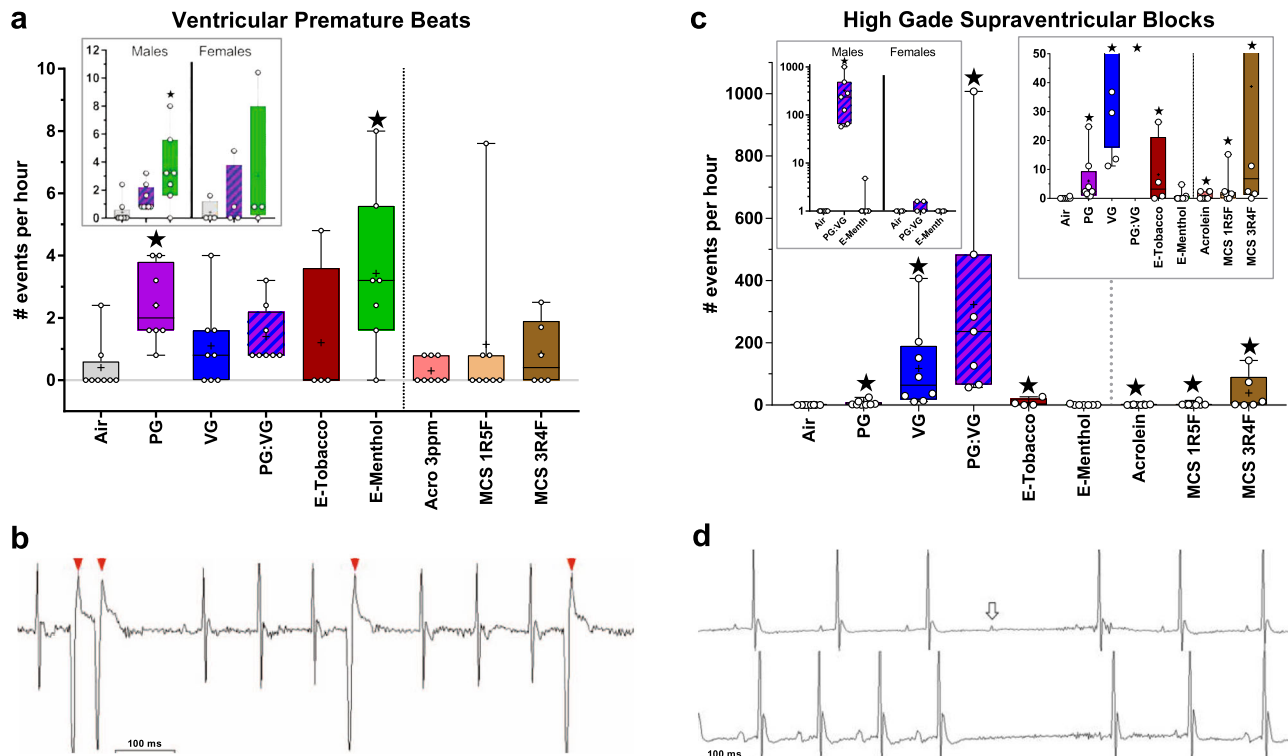 a
Ventricular Premature Beats
# events per hour
10
8
6
4
2
0
Males
Females
12
10
8
6
4
2
0
Air
PG
VG
PG:VG
E-Tobacco
E-Menthol
Acro 3ppm
MCS 1R5F
MCS 3R4F
c
High Gade Supraventricular Blocks
# events per hour
1000
800
600
400
200
0
Males
Females
1000
100
10
1
Air
PG:VG
E-Menth
Air
PG:VG
E-Menth
50
40
30
20
10
0
Air
PG
VG
PG:VG
E-Tobacco
E-Menthol
Acrolein
MCS 1R5F
MCS 3R4F
Air
PG
VG
PG:VG
E-Tobacco
E-Menthol
Acrolein
MCS 1R5F
MCS 3R4F
b
100 ms
d
100 ms